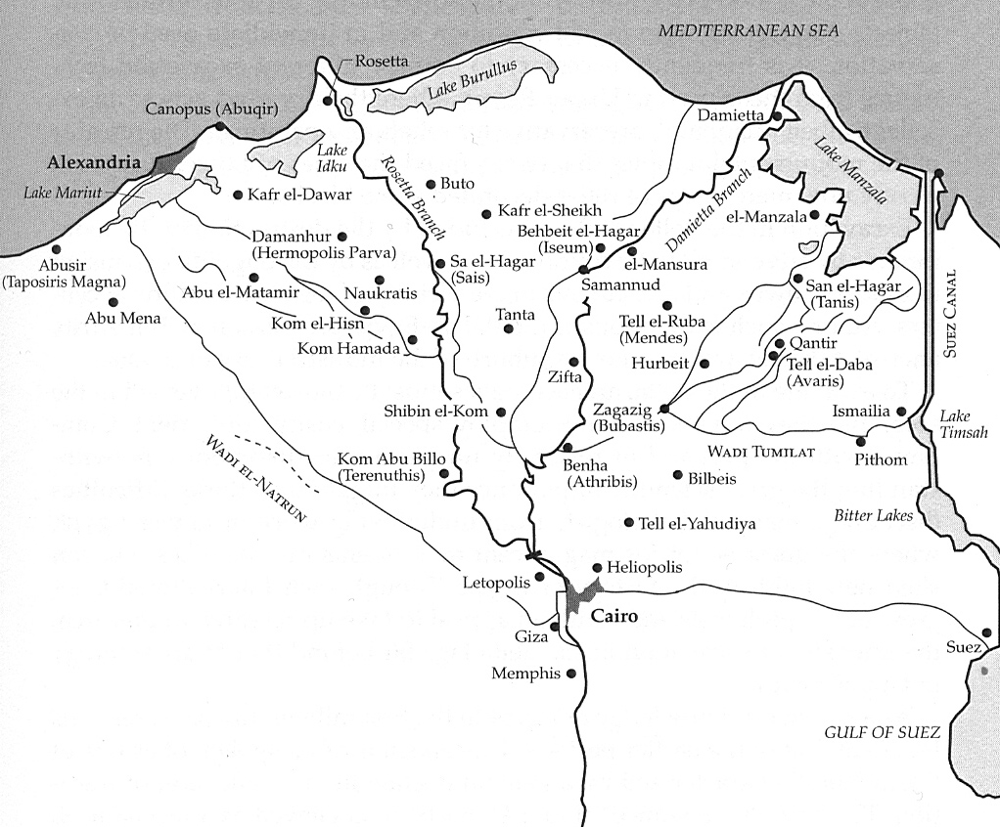 MEDITERRANEAN SEA
Rosetta
Lake Burullus
Canopus (Abuqir)
Damietta
Alexandria
Lake
Idku
Lake Manzala
Lake Mariut
Kafr el-Dawar
Rosetta Branch
Buto
Damietta Branch
Kafr el-Sheikh
el-Manzala
Damanhur
(Hermopolis Parva)
Behbeit el-Hagar
(Iseum)
Abusir
(Taposiris Magna)
Sa el-Hagar
(Sais)
el-Mansura
Samannud
San el-Hagar
(Tanis)
Abu el-Matamir
Naukratis
Abu Mena
Kom el-Hisn
Tanta
Tell el-Ruba
(Mendes)
SUEZ CANAL
Kom Hamada
Qantir
Tell el-Daba
(Avaris)
Zifta
Hurbeit
Shibin el-Kom
Zagazig
(Bubastis)
Ismailia
Lake
Timsah
WADI EL-NATRUN
Kom Abu Billo
(Terenuthis)
Benha
(Athribis)
WADI TUMILAT
Pithom
Bilbeis
Bitter Lakes
Tell el-Yahudiya
Heliopolis
Letopolis
Cairo
Giza
Suez
Memphis
GULF OF SUEZ